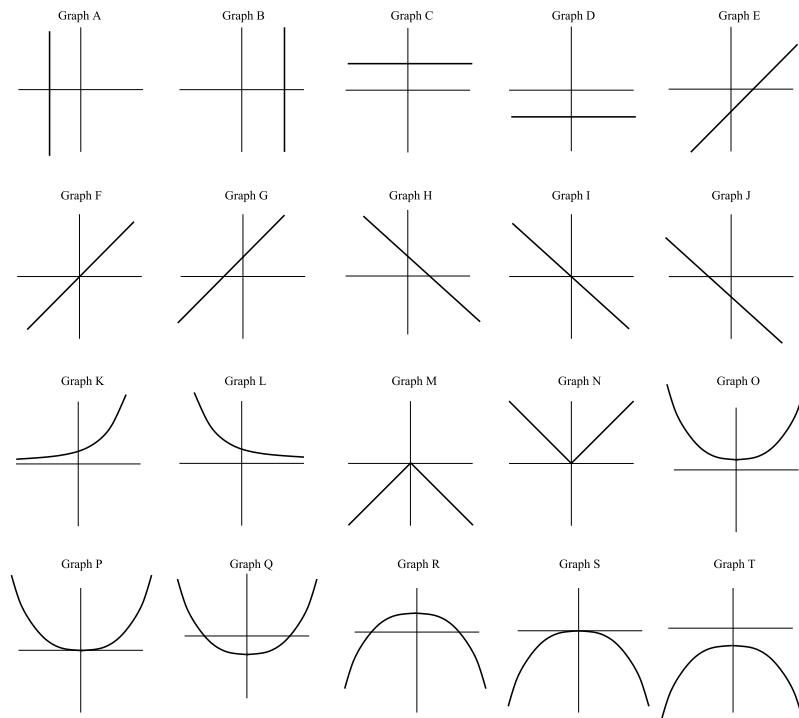 Graph A
Graph B
Graph C
Graph D
Graph E
Graph F
Graph G
Graph H
Graph I
Graph J
Graph K
Graph L
Graph M
Graph N
Graph O
Graph P
Graph Q
Graph R
Graph S
Graph T